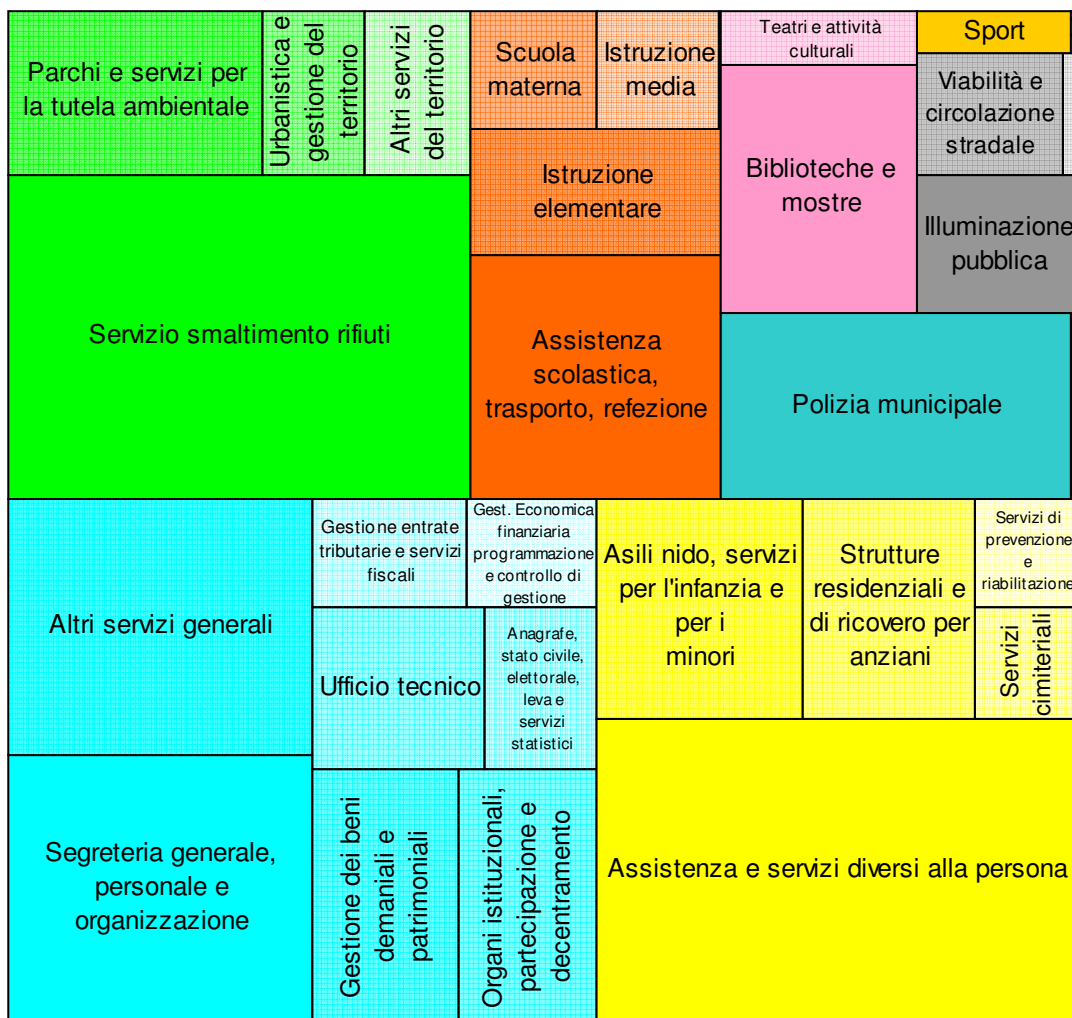 Parchi e servizi per
la tutela ambientale
Urbanistica e
gestione del
territorio
Altri servizi
del territorio
Scuola
materna
Istruzione
media
Teatri e attività
culturali
Sport
Viabilità e
circolazione
stradale
Istruzione
elementare
Biblioteche e
mostre
Illuminazione
pubblica
Servizio smaltimento rifiuti
Assistenza
scolastica,
trasporto, refezione
Polizia municipale
Altri servizi generali
Gestione entrate
tributarie e servizi
fiscali
Gest. Economica
finanziaria
programmazione
e controllo di
gestione
Asili nido, servizi
per l'infanzia e
per i
minori
Strutture
residenziali e
di ricovero per
anziani
Servizi di
prevenzione
e
riabilitazione
Ufficio tecnico
Anagrafe,
stato civile,
elettorale,
leva e
servizi
statistici
Servizi
cimiteriali
Segreteria generale,
personale e
organizzazione
Gestione dei beni
demaniali e
patrimoniali
Organi istituzionali,
partecipazione e
decentramento
Assistenza e servizi diversi alla persona